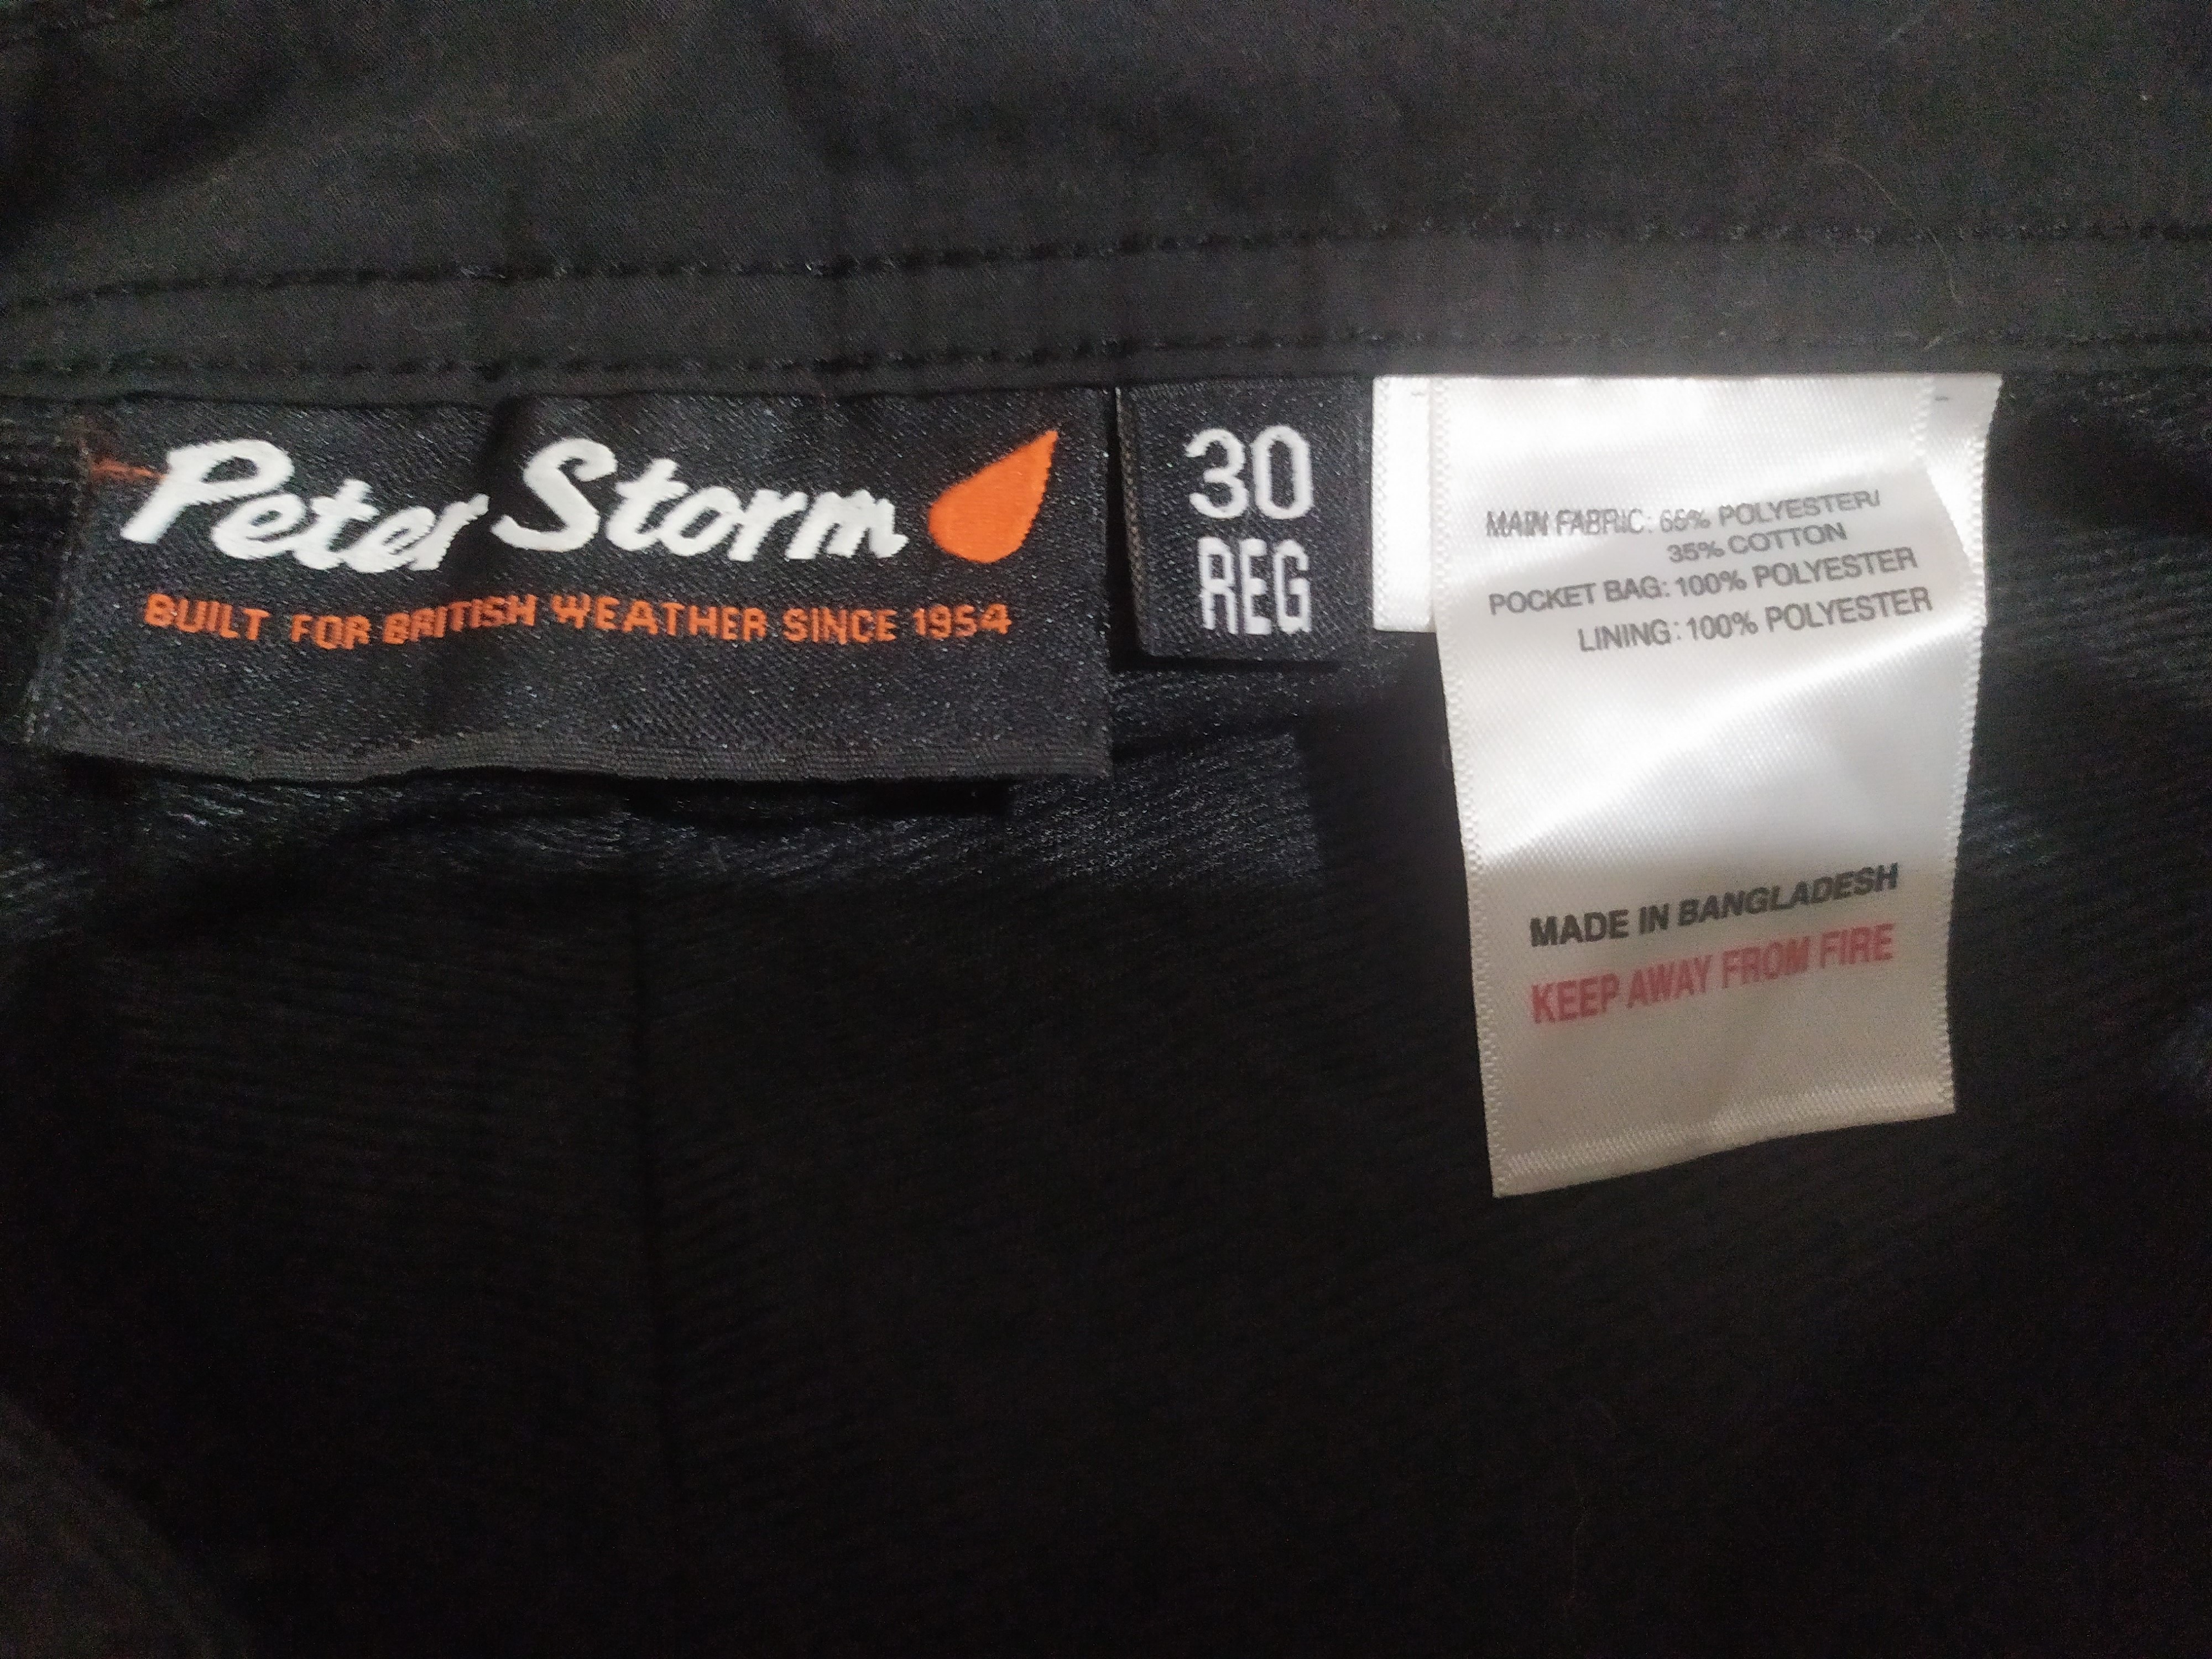 Peter Storm
BUILT FOR BRITISH WEATHER SINCE 1954
30
REG
MAIN FABRIC: 65% POLYESTER/
35% COTTON
POCKET BAG: 100% POLYESTER
LINING: 100% POLYESTER
MADE IN BANGLADESH
KEEP AWAY FROM FIRE